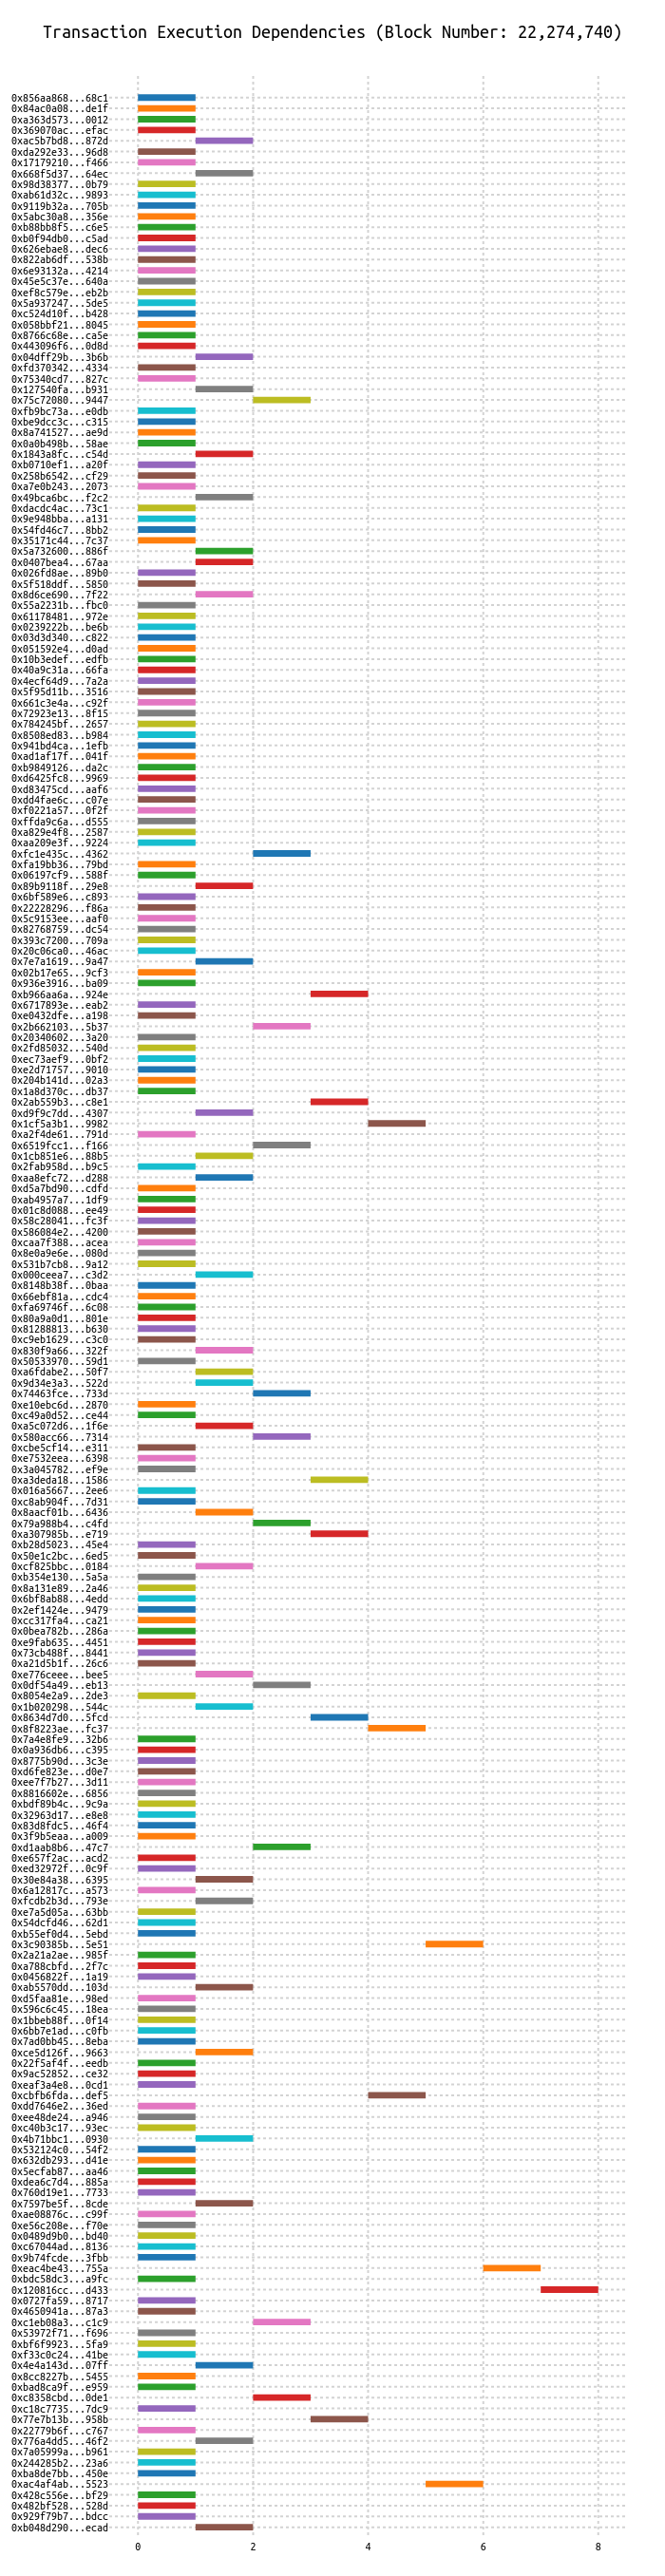 Transaction Execution Dependencies (Block Number: 22,274,740)
0x856aa868...68c1
0x84ac0a08...de1f
0xa363d573...0012
0x369070ac...efac
0xac5b7bd8...872d
0xda292e33...96d8
0x17179210...f466
0x668f5d37...64ec
0x98d38377...0b79
0xab61d32c...9893
0x9119b32a...705b
0x5abc30a8...356e
0xb88bb8f5...c6e5
0xb0f94db0...c5ad
0x626ebae8...dec6
0x822ab6df...538b
0x6e93132a...4214
0x45e5c37e...640a
0xef8c579e...eb2b
0x5a937247...5de5
0xc524d10f...b428
0x058bbf21...8045
0x8766c68e...ca5e
0x443096f6...0d8d
0x04dff29b...3b6b
0xfd370342...4334
0x75340cd7...827c
0x127540fa...b931
0x75c72080...9447
0xfb9bc73a...e0db
0xbe9dcc3c...c315
0x8a741527...ae9d
0x0a0b498b...58ae
0x1843a8fc...c54d
0xb0710ef1...a20f
0x258b6542...cf29
0xa7e0b243...2073
0x49bca6bc...f2c2
0xdacdc4ac...73c1
0x9e948bba...a131
0x54fd46c7...8bb2
0x35171c44...7c37
0x5a732600...886f
0x0407bea4...67aa
0x026fd8ae...89b0
0x5f518ddf...5850
0x8d6ce690...7f22
0x55a2231b...fbc0
0x61178481...972e
0x0239222b...be6b
0x03d3d340...c822
0x051592e4...d0ad
0x10b3edef...edfb
0x40a9c31a...66fa
0x4ecf64d9...7a2a
0x5f95d11b...3516
0x661c3e4a...c92f
0x72923e13...8f15
0x784245bf...2657
0x8508ed83...b984
0x941bd4ca...1efb
0xad1af17f...041f
0xb9849126...da2c
0xd6425fc8...9969
0xd83475cd...aaf6
0xdd4fae6c...c07e
0xf0221a57...0f2f
0xffda9c6a...d555
0xa829e4f8...2587
0xaa209e3f...9224
0xfc1e435c...4362
0xfa19bb36...79bd
0x06197cf9...588f
0x89b9118f...29e8
0x6bf589e6...c893
0x22228296...f86a
0x5c9153ee...aaf0
0x82768759...dc54
0x393c7200...709a
0x20c06ca0...46ac
0x7e7a1619...9a47
0x02b17e65...9cf3
0x936e3916...ba09
0xb966aa6a...924e
0x6717893e...eab2
0xe0432dfe...a198
0x2b662103...5b37
0x20340602...3a20
0x2fd85032...540d
0xec73aef9...0bf2
0xe2d71757...9010
0x204b141d...02a3
0x1a8d370c...db37
0x2ab559b3...c8e1
0xd9f9c7dd...4307
0x1cf5a3b1...9982
0xa2f4de61...791d
0x6519fcc1...f166
0x1cb851e6...88b5
0x2fab958d...b9c5
0xaa8efc72...d288
0xd5a7bd90...cdfd
0xab4957a7...1df9
0x01c8d088...ee49
0x58c28041...fc3f
0x586084e2...4200
0xcaa7f388...acea
0x8e0a9e6e...080d
0x531b7cb8...9a12
0x000ceea7...c3d2
0x8148b38f...0baa
0x66ebf81a...cdc4
0xfa69746f...6c08
0x80a9a0d1...801e
0x81288813...b630
0xc9eb1629...c3c0
0x830f9a66...322f
0x50533970...59d1
0xa6fdabe2...50f7
0x9d34e3a3...522d
0x74463fce...733d
0xe10ebc6d...2870
0xc49a0d52...ce44
0xa5c072d6...1f6e
0x580acc66...7314
0xcbe5cf14...e311
0xe7532eea...6398
0x3a045782...ef9e
0xa3deda18...1586
0x016a5667...2ee6
0xc8ab904f...7d31
0x8aacf01b...6436
0x79a988b4...c4fd
0xa307985b...e719
0xb28d5023...45e4
0x50e1c2bc...6ed5
0xcf825bbc...0184
0xb354e130...5a5a
0x8a131e89...2a46
0x6bf8ab88...4edd
0x2ef1424e...9479
0xcc317fa4...ca21
0x0bea782b...286a
0xe9fab635...4451
0x73cb488f...8441
0xa21d5b1f...26c6
0xe776ceee...bee5
0x0df54a49...eb13
0x8054e2a9...2de3
0x1b020298...544c
0x8634d7d0...5fcd
0x8f8223ae...fc37
0x7a4e8fe9...32b6
0x0a936db6...c395
0x8775b90d...3c3e
0xd6fe823e...d0e7
0xee7f7b27...3d11
0x8816602e...6856
0xbdf89b4c...9c9a
0x32963d17...e8e8
0x83d8fdc5...46f4
0x3f9b5eaa...a009
0xd1aab8b6...47c7
0xe657f2ac...acd2
0xed32972f...0c9f
0x30e84a38...6395
0x6a12817c...a573
0xfcdb2b3d...793e
0xe7a5d05a...63bb
0x54dcfd46...62d1
0xb55ef0d4...5ebd
0x3c90385b...5e51
0x2a21a2ae...985f
0xa788cbfd...2f7c
0x0456822f...1a19
0xab5570dd...103d
0xd5faa81e...98ed
0x596c6c45...18ea
0x1bbeb88f...0f14
0x6bb7e1ad...c0fb
0x7ad0bb45...8eba
0xce5d126f...9663
0x22f5af4f...eedb
0x9ac52852...ce32
0xeaf3a4e8...0cd1
0xcbfb6fda...def5
0xdd7646e2...36ed
0xee48de24...a946
0xc40b3c17...93ec
0x4b71bbc1...0930
0x532124c0...54f2
0x632db293...d41e
0x5ecfab87...aa46
0xdea6c7d4...885a
0x760d19e1...7733
0x7597be5f...8cde
0xae08876c...c99f
0xe56c208e...f70e
0x0489d9b0...bd40
0xc67044ad...8136
0x9b74fcde...3fbb
0xeac4be43...755a
0xbdc58dc3...a9fc
0x120816cc...d433
0x0727fa59...8717
0x4650941a...87a3
0xc1eb08a3...c1c9
0x53972f71...f696
0xbf6f9923...5fa9
0xf33c0c24...41be
0x4e4a143d...07ff
0x8cc8227b...5455
0xbad8ca9f...e959
0xc8358cbd...0de1
0xc18c7735...7dc9
0x77e7b13b...958b
0x22779b6f...c767
0x776a4dd5...46f2
0x7a05999a...b961
0x244285b2...23a6
0xba8de7bb...450e
0xac4af4ab...5523
0x428c556e...bf29
0x482bf528...528d
0x929f79b7...bdcc
0xb048d290...ecad
0 2 4 6 8